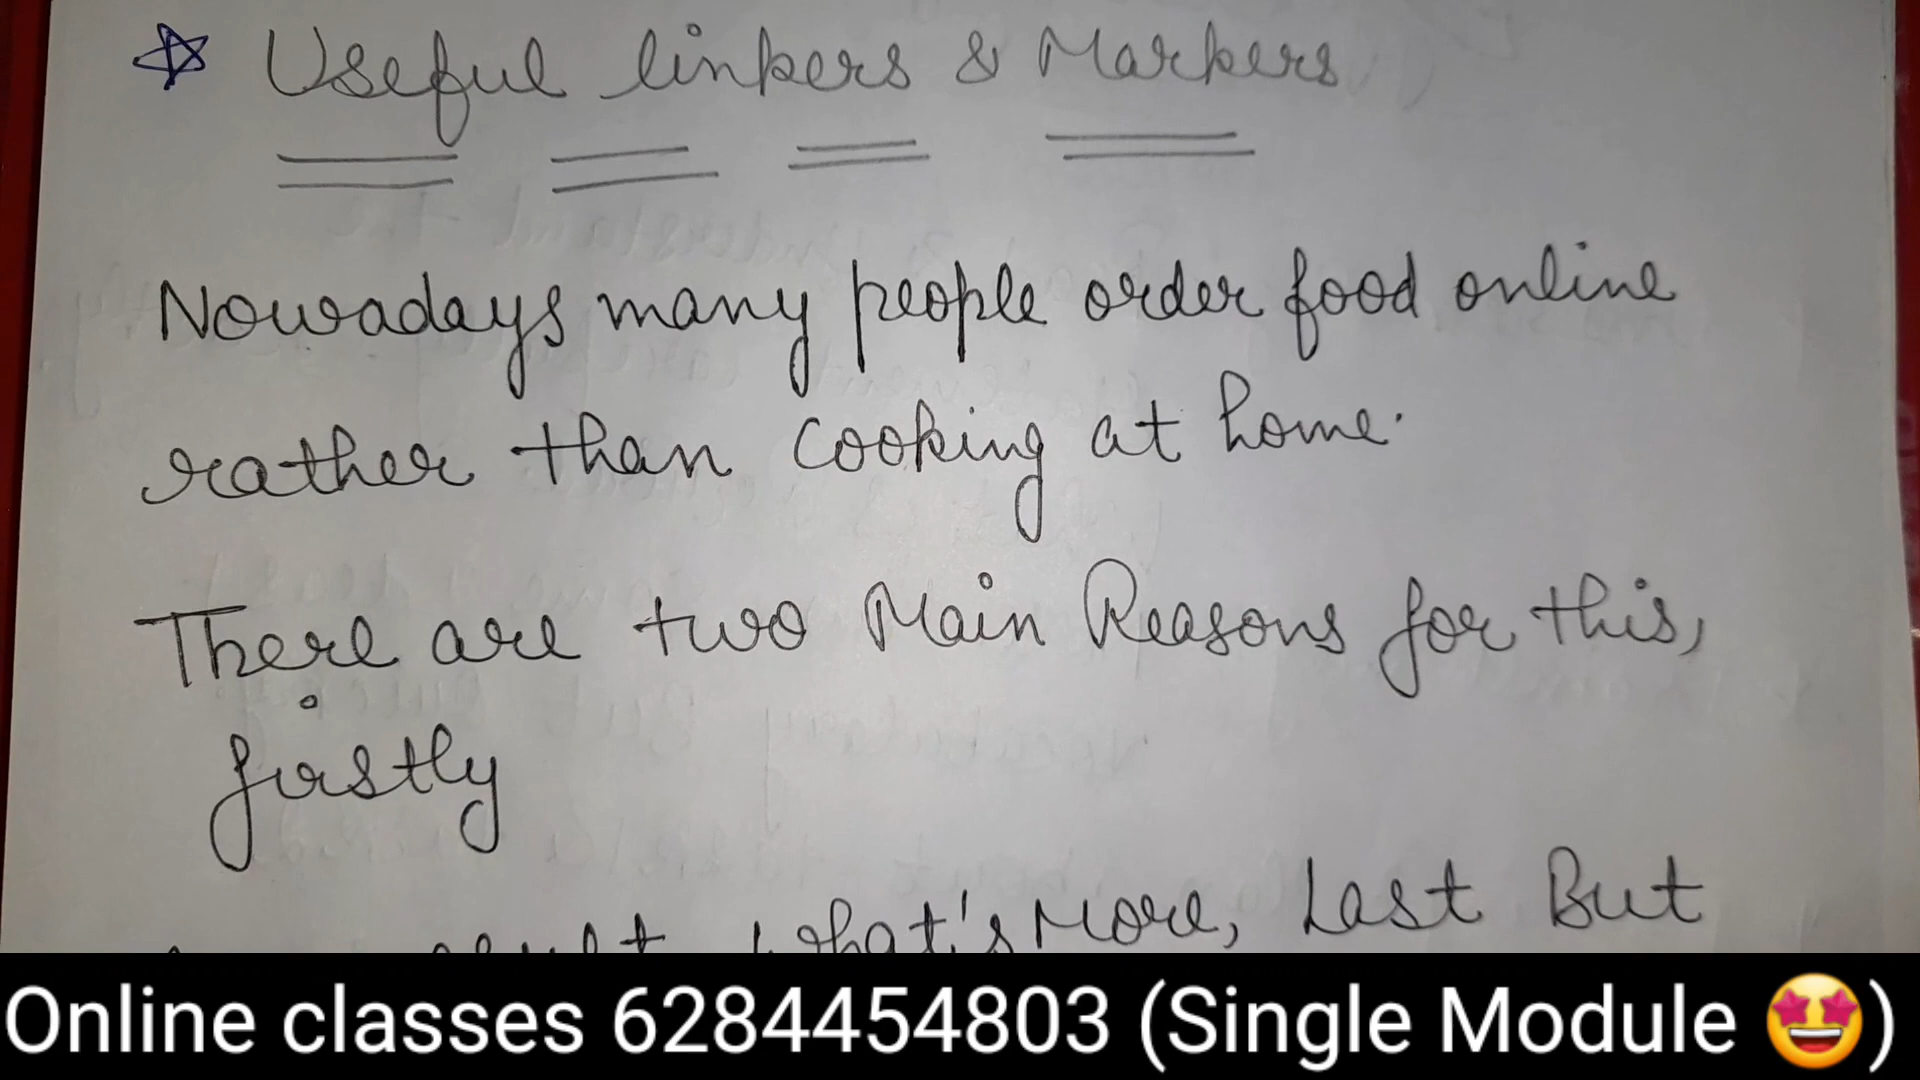 ☆ Useful linkers & Markers
Nowadays many people order food online
rather than cooking at home.
There are two Main Reasons for this,
firstly
result what's More, Last But
Online classes 6284454803 (Single Module 🤩)